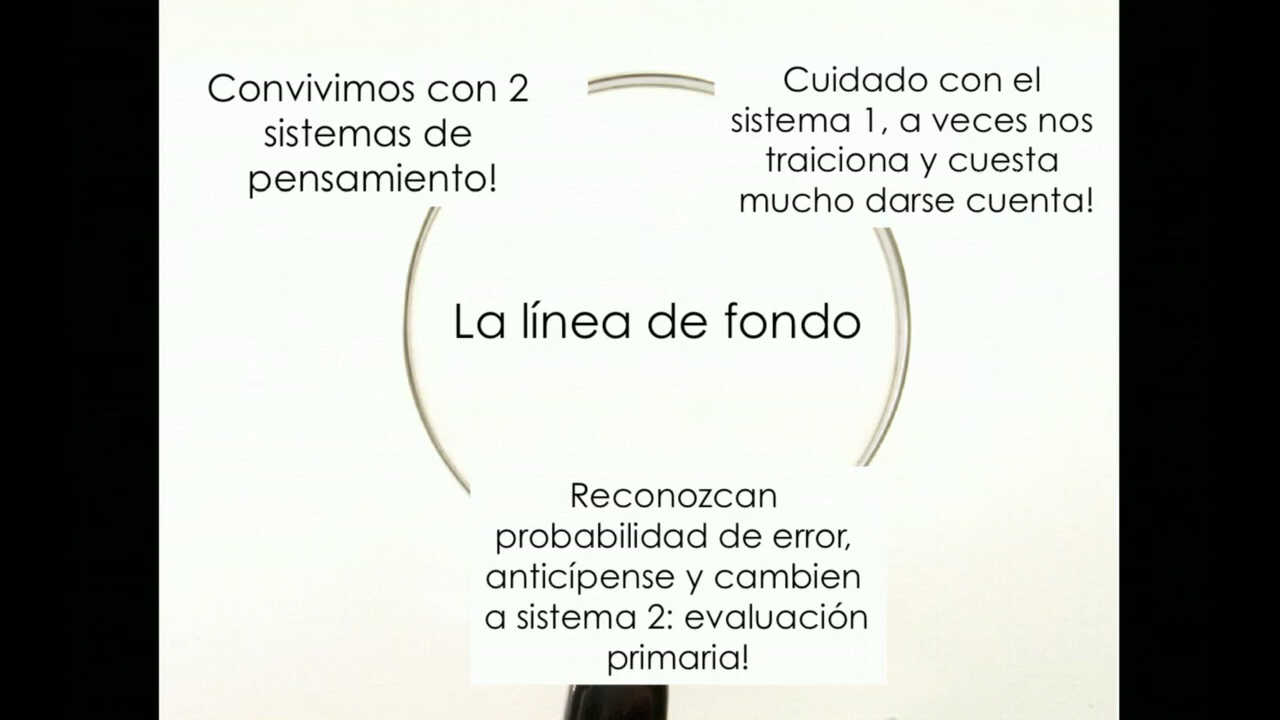 Convivimos con 2
sistemas de
pensamiento!
Cuidado con el
sistema 1, a veces nos
traiciona y cuesta
mucho darse cuenta!
La línea de fondo
Reconozcan
probabilidad de error,
anticípense y cambien
a sistema 2: evaluación
primaria!